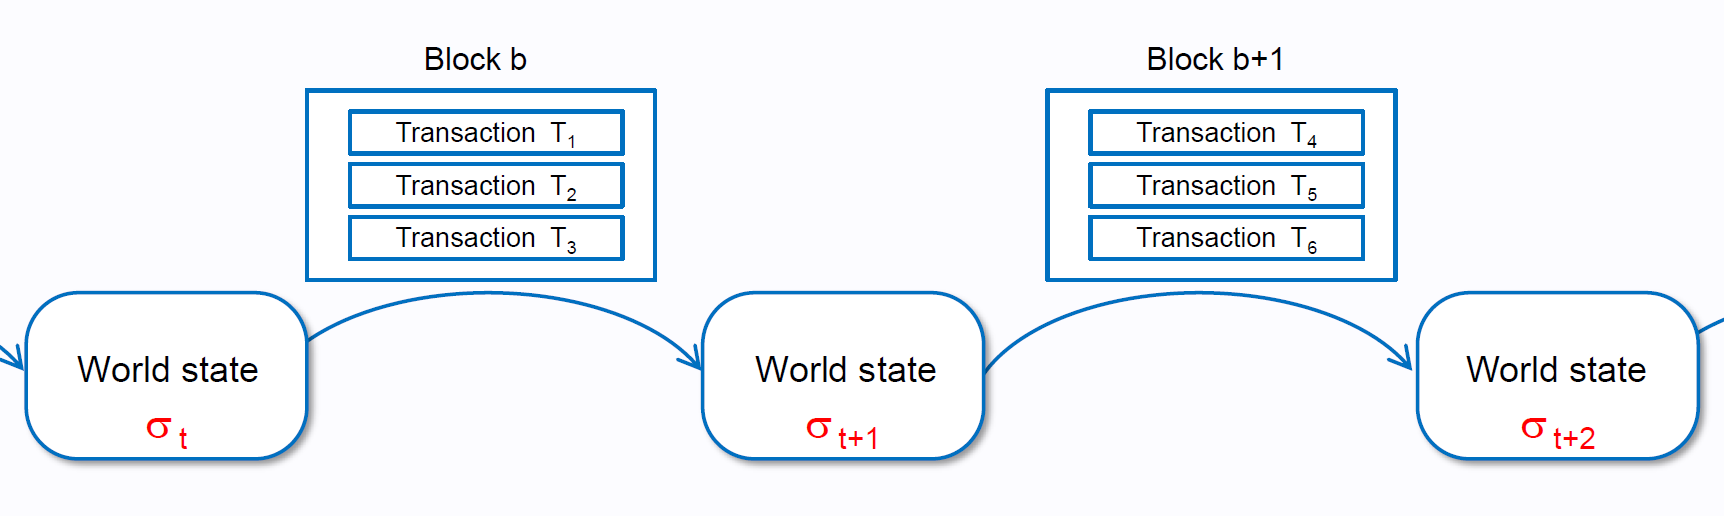 Block b
Transaction T1
Transaction T2
Transaction T3
Block b+1
Transaction T4
Transaction T5
Transaction T6
World state
σ t
World state
σ t+1
World state
σ t+2